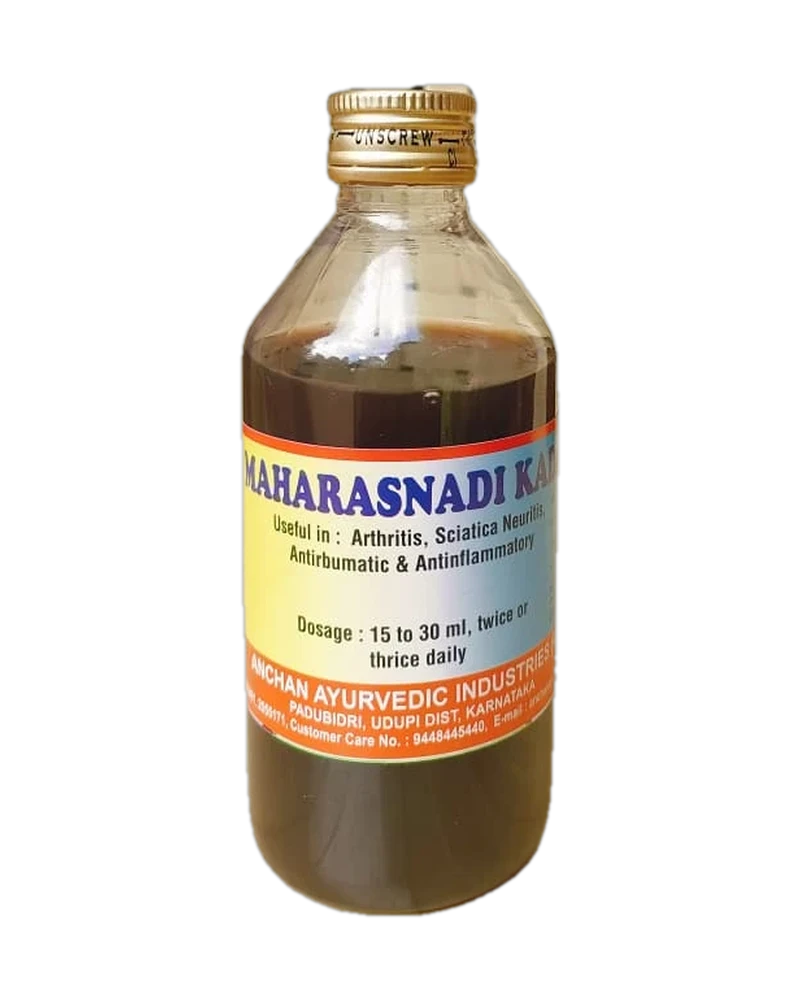 UNSCREW
MAHARASNADI
Useful in : Arthritis, Sciatica Neuritis,
Antirbumatic & Antinflammatory
Dosage : 15 to 30 ml, twice or
thrice daily
ANCHAN AYURVEDIC INDUSTRIES
PADUBIDRI, UDUPI DIST, KARNATAKA
Customer Care No. : 9448445440, E-mail :